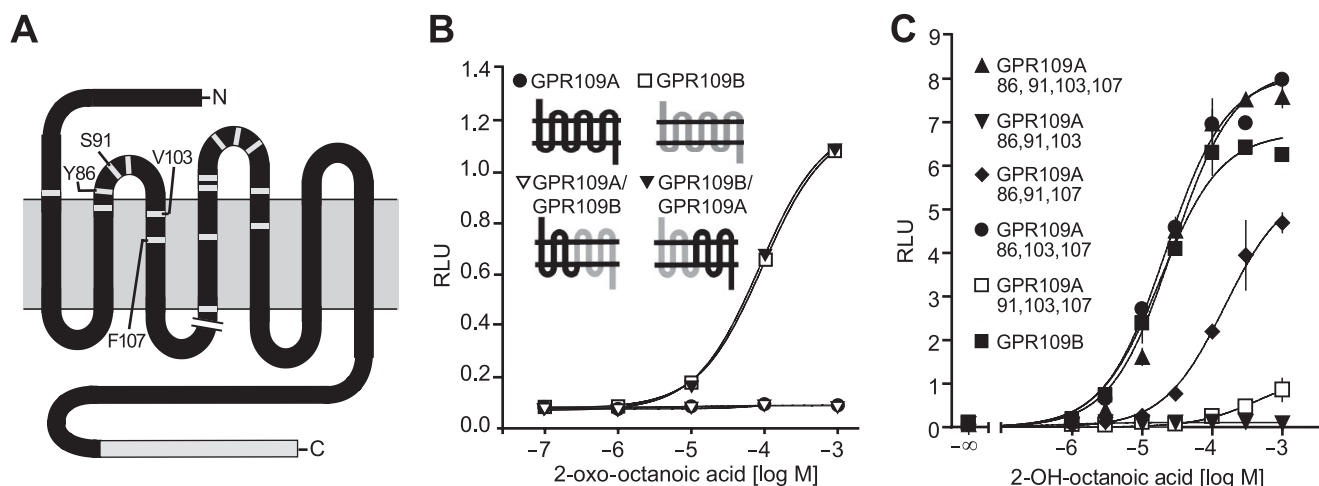 A
N
S91
Y86
V103
F107
C
B
1.4
1.2
1.0
0.8
0.6
0.4
0.2
0.0
RLU
GPR109A
GPR109B
GPR109A/
GPR109B
GPR109B/
GPR109A
−7
−6
−5
−4
−3
2-oxo-octanoic acid [log M]
C
9
8
7
6
5
4
3
2
1
0
RLU
GPR109A
86, 91,103,107
GPR109A
86,91,103
GPR109A
86,91,107
GPR109A
86,103,107
GPR109A
91,103,107
GPR109B
−∞
−6
−5
−4
−3
2-OH-octanoic acid [log M]